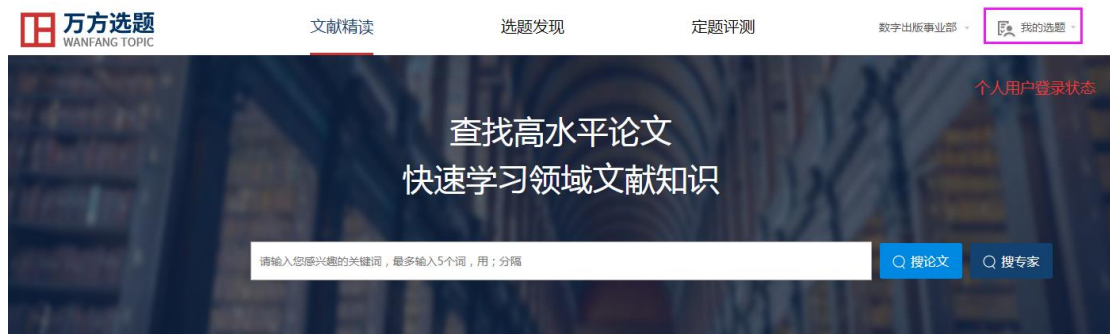 万方选题
WANFANG TOPIC
文献精读
选题发现
定题评测
数字出版事业部
我的选题
个人用户登录状态
查找高水平论文
快速学习领域文献知识
请输入您感兴趣的关键词，最多输入5个词，用；分隔
搜论文
搜专家